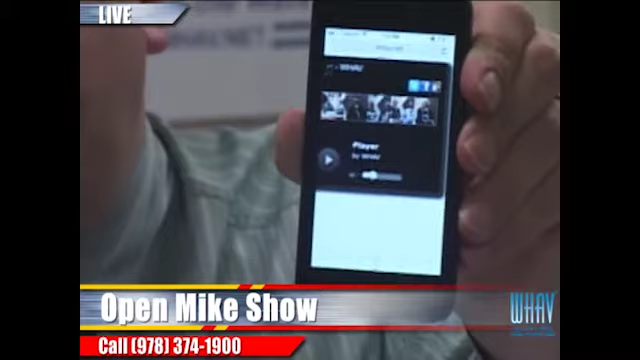 LIVE
- WHAV
Player
by WHAV
Open Mike Show
WHAV
Call (978) 374-1900